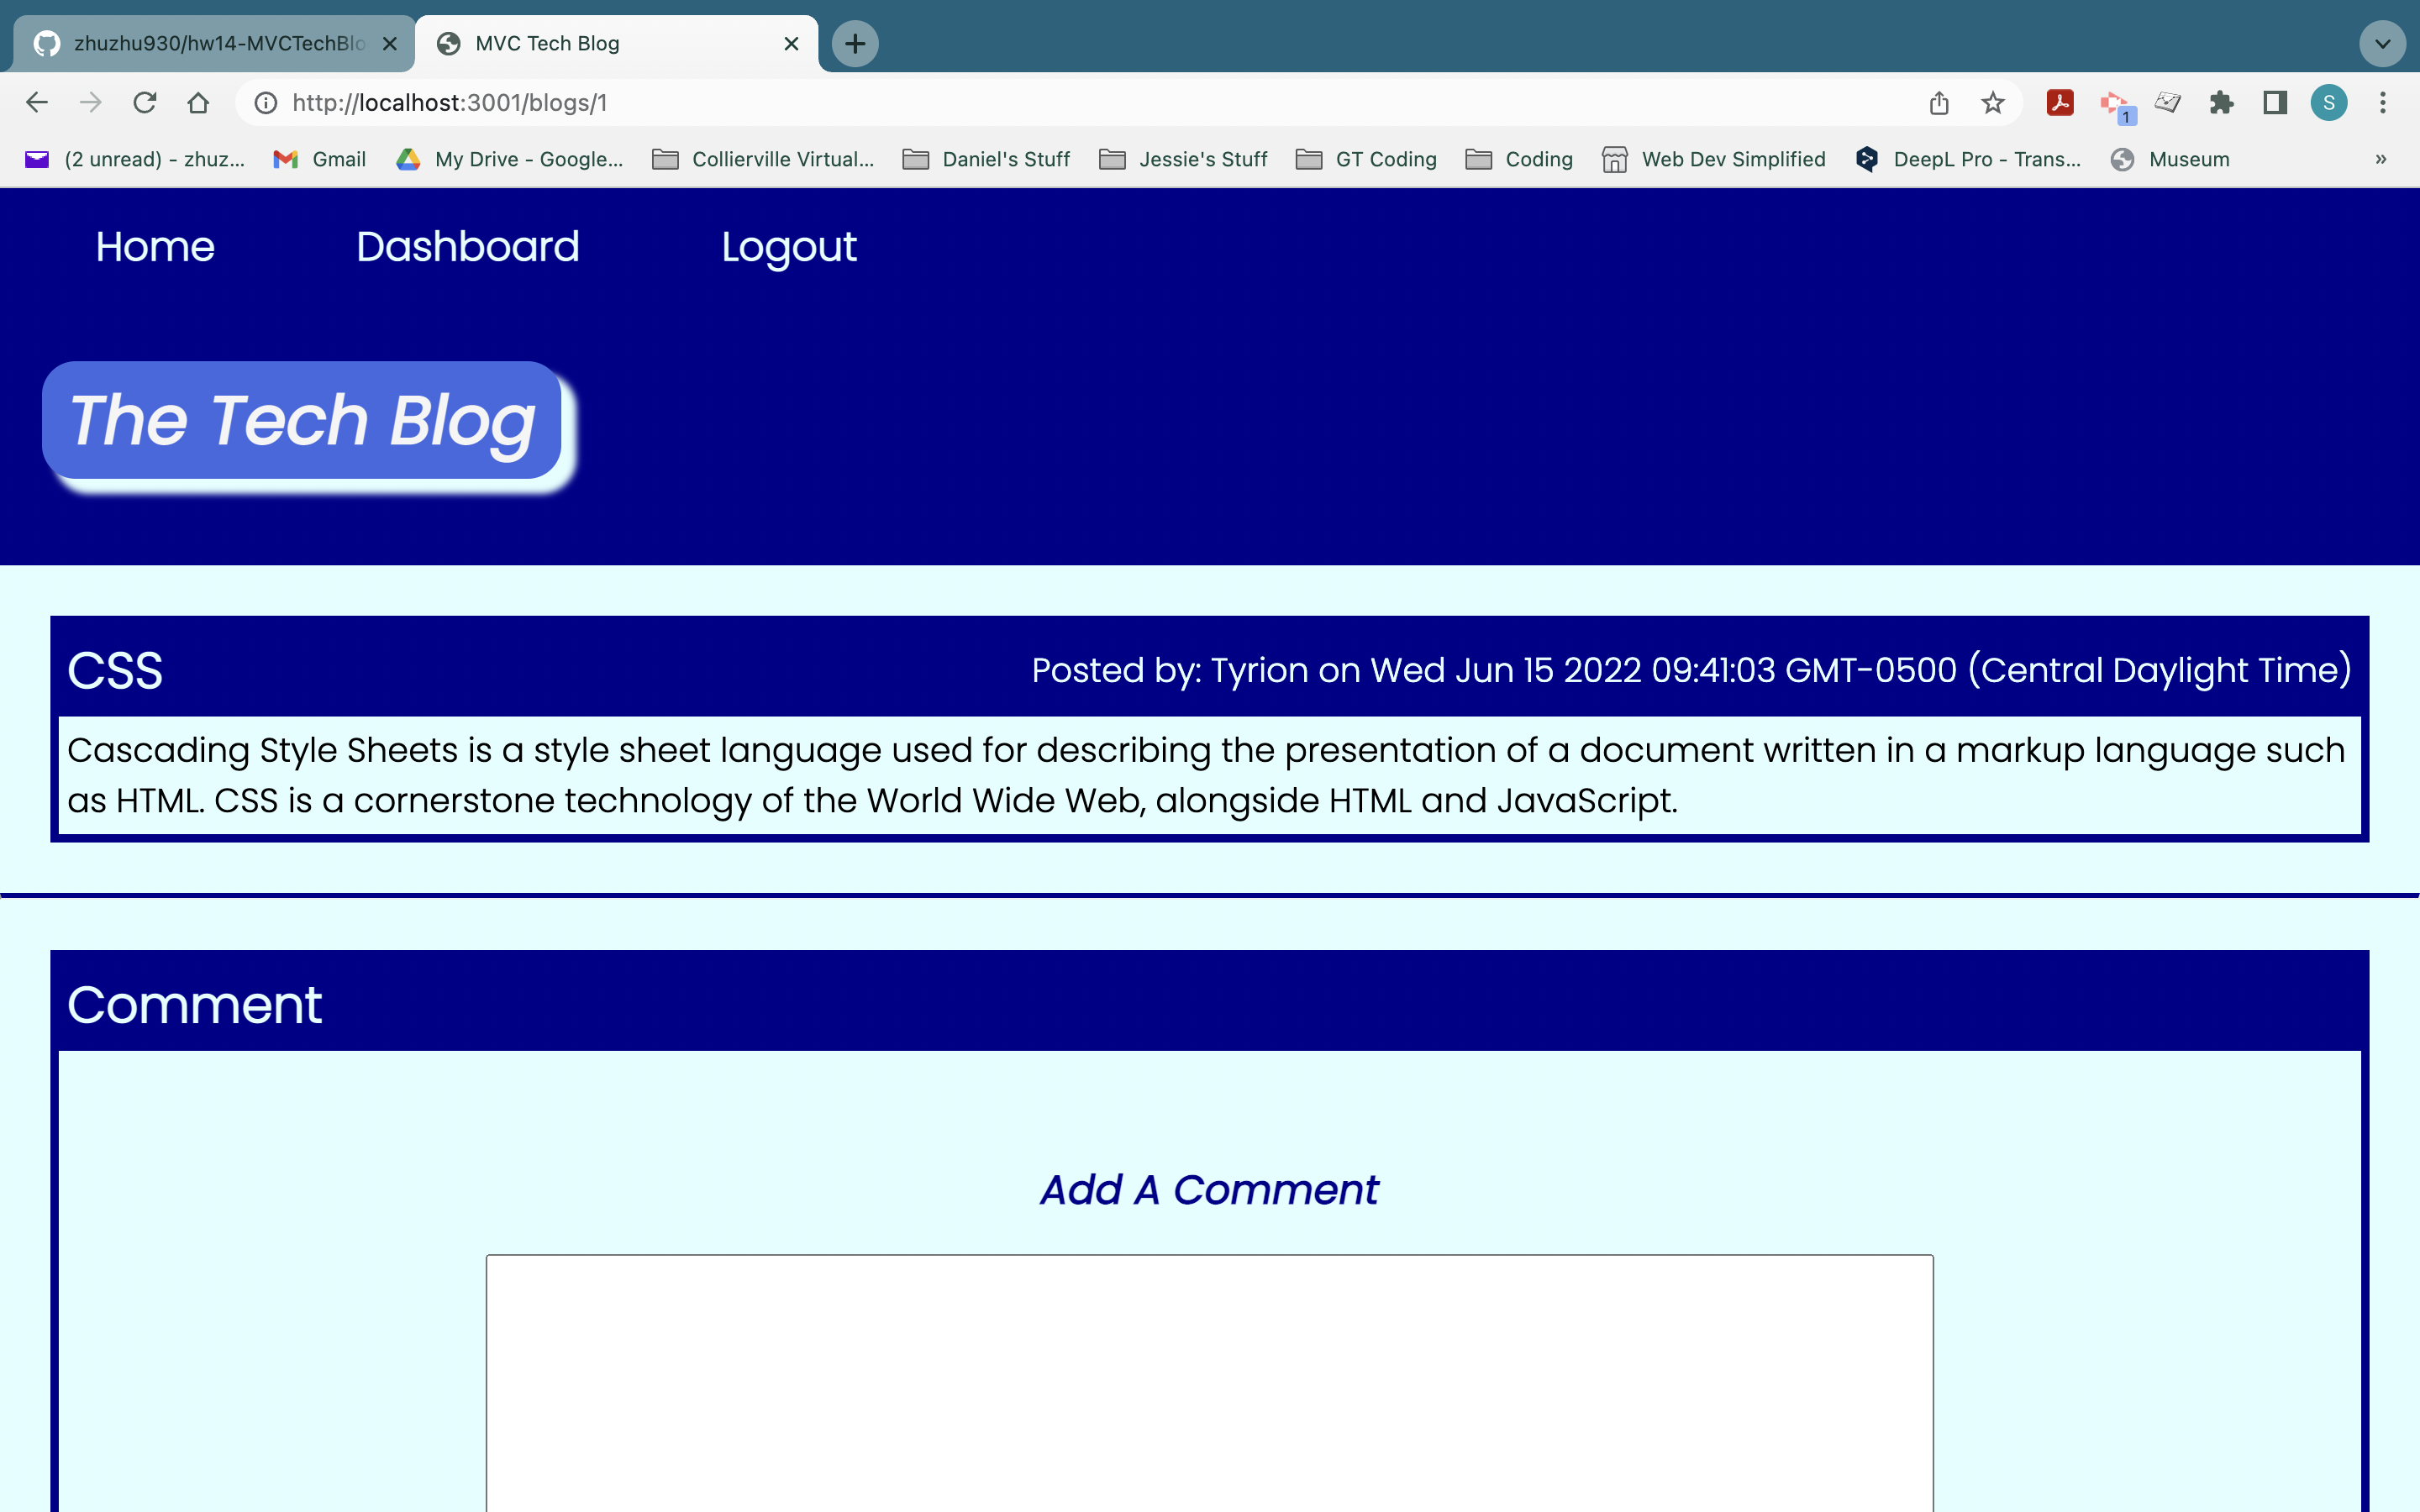 zhuzhu930/hw14-MVCTechBlo
MVC Tech Blog
http://localhost:3001/blogs/1
1
S
(2 unread) - zhuz...
Gmail
My Drive - Google...
Collierville Virtual...
Daniel's Stuff
Jessie's Stuff
GT Coding
Coding
Web Dev Simplified
DeepL Pro - Trans...
Museum
»
Home
Dashboard
Logout
The Tech Blog
CSS
Posted by: Tyrion on Wed Jun 15 2022 09:41:03 GMT-0500 (Central Daylight Time)
Cascading Style Sheets is a style sheet language used for describing the presentation of a document written in a markup language such
as HTML. CSS is a cornerstone technology of the World Wide Web, alongside HTML and JavaScript.
Comment
Add A Comment